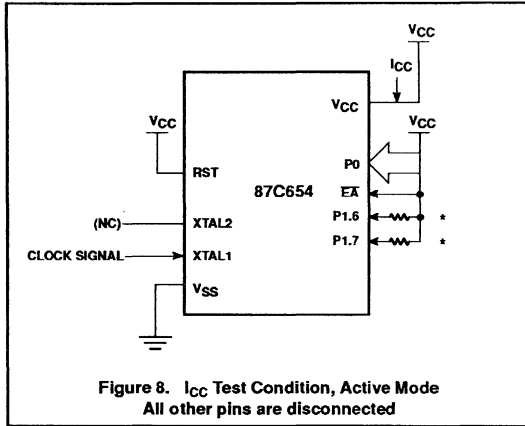 VCC
ICC
VCC
VCC
VCC
P0
RST
87C654
EA
(NC)
XTAL2
P1.6
*
CLOCK SIGNAL
XTAL1
P1.7
*
VSS
Figure 8. ICC Test Condition, Active Mode
All other pins are disconnected